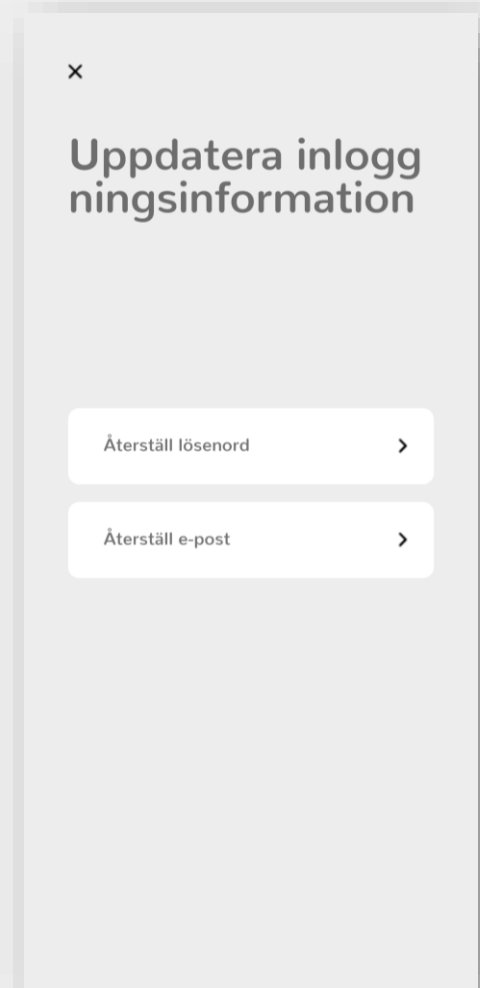 Uppdatera inlogg
ningsinformation
Återställ lösenord
Återställ e-post